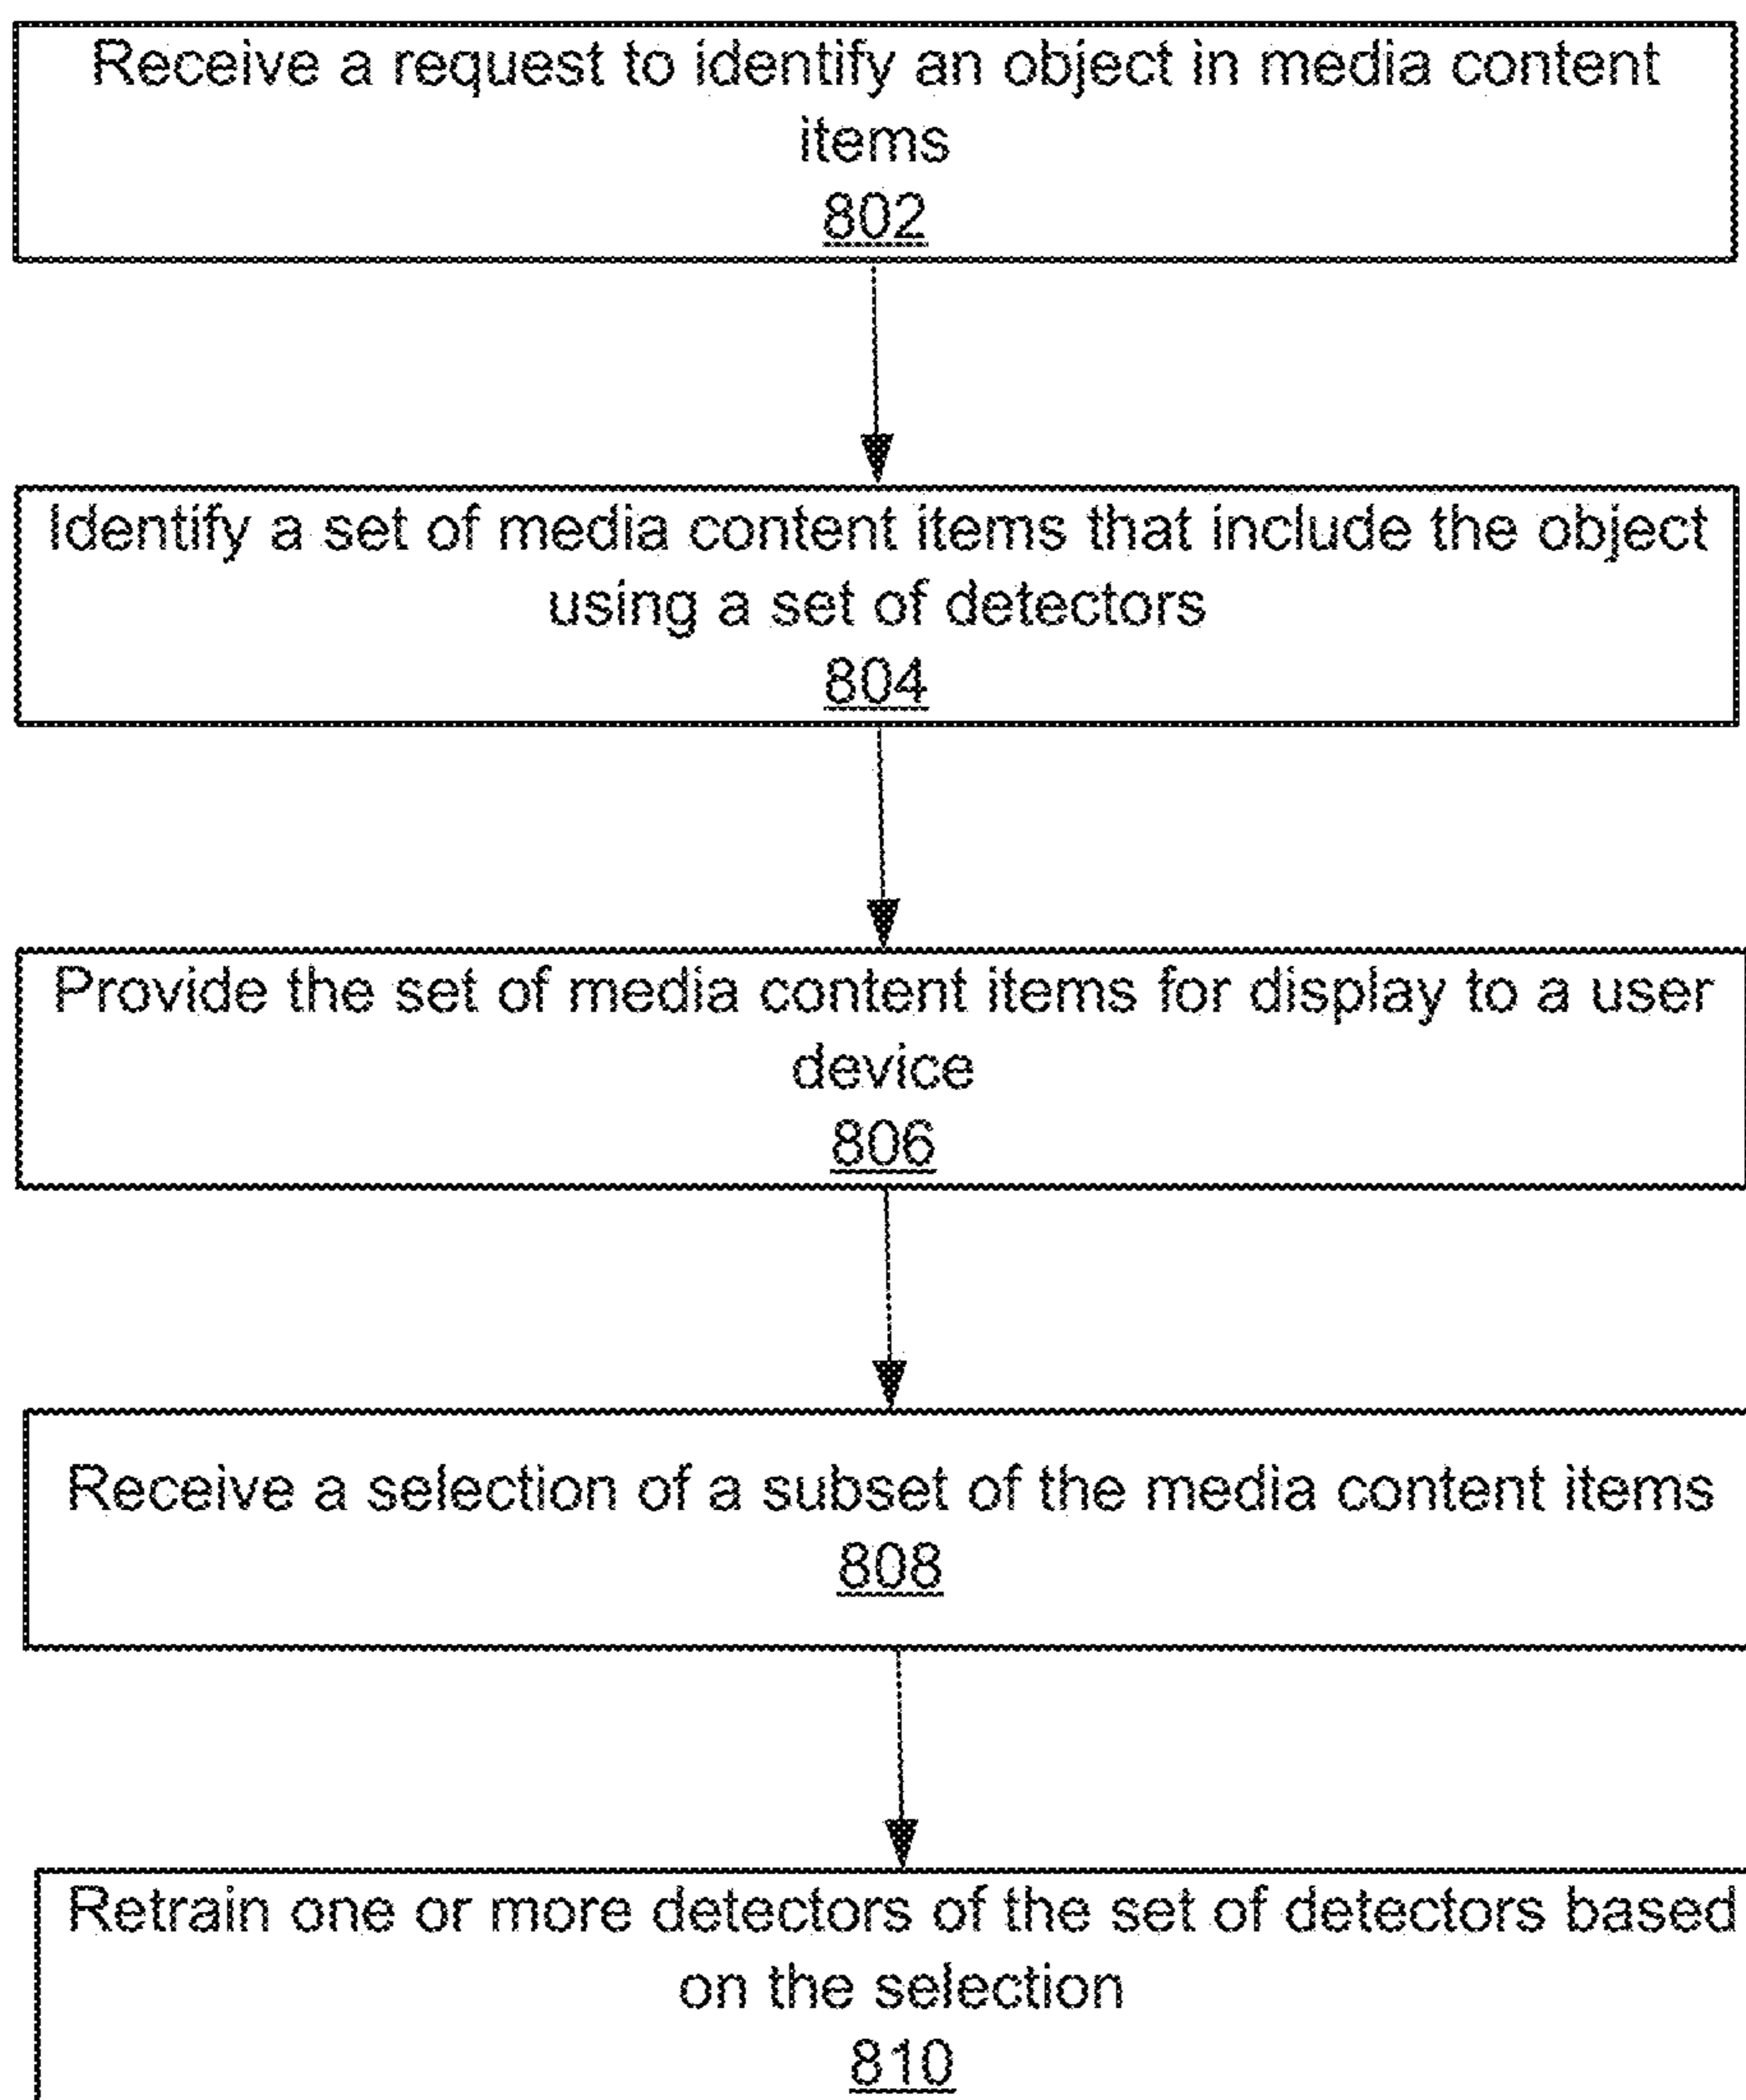 Receive a request to identify an object in media content
items
802
Identify a set of media content items that include the object
using a set of detectors
804
Provide the set of media content items for display to a user
device
806
Receive a selection of a subset of the media content items
808
Retrain one or more detectors of the set of detectors based
on the selection
810